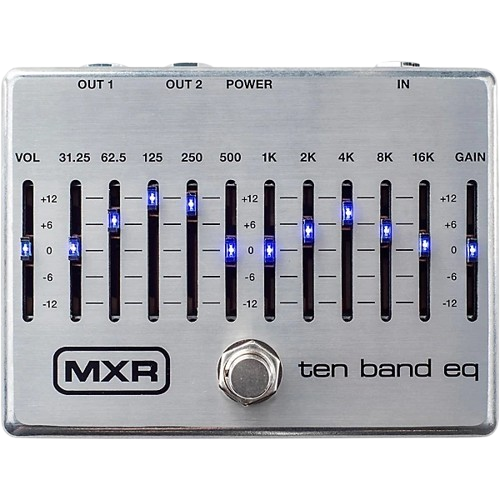 OUT 1 OUT 2 POWER IN
VOL 31.25 62.5 125 250 500 1K 2K 4K 8K 16K GAIN
+12 +12 +12
+6 +6 +6
0 0 0
-6 -6 -6
-12 -12 -12
MXR ten band eq